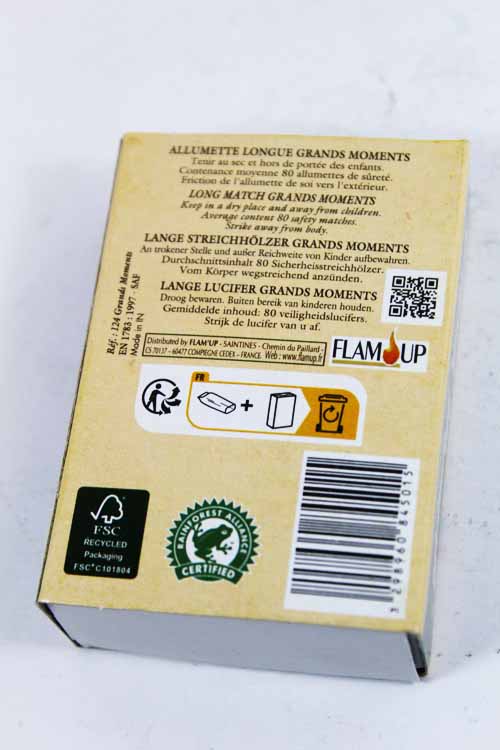 ALLUMETTE LONGUE GRANDS MOMENTS
Tenir au sec et hors de portée des enfants.
Contenance moyenne 80 allumettes de sûreté.
Friction de l'allumette de soi vers l'extérieur.
LONG MATCH GRANDS MOMENTS
Keep in a dry place and away from children.
Average content 80 safety matches.
Strike away from body.
LANGE STREICHHÖLZER GRANDS MOMENTS
An trokener Stelle und außer Reichweite von Kinder aufbewahren.
Durchschnittsinhalt 80 Sicherheisstreichhölzer.
Vom Körper wegstreichend anzünden.
LANGE LUCIFER GRANDS MOMENTS
Droog bewaren. Buiten bereik van kinderen houden.
Gemiddelde inhoud: 80 veiligheidslucifers.
Strijk de lucifer van u af.
Réf. : 124 Grands Moments
EN 1783 : 1997 - SAF
Made in IN
Distributed by FLAM'UP - SAINTINES - Chemin du Paillard -
CS 70137 - 60477 COMPIEGNE CEDEX - FRANCE. Web : www.flamup.fr
FLAM UP
FR
+
FSC
RECYCLED
Packaging
FSC® C101804
RAINFOREST ALLIANCE
CERTIFIED
3 298960 845015